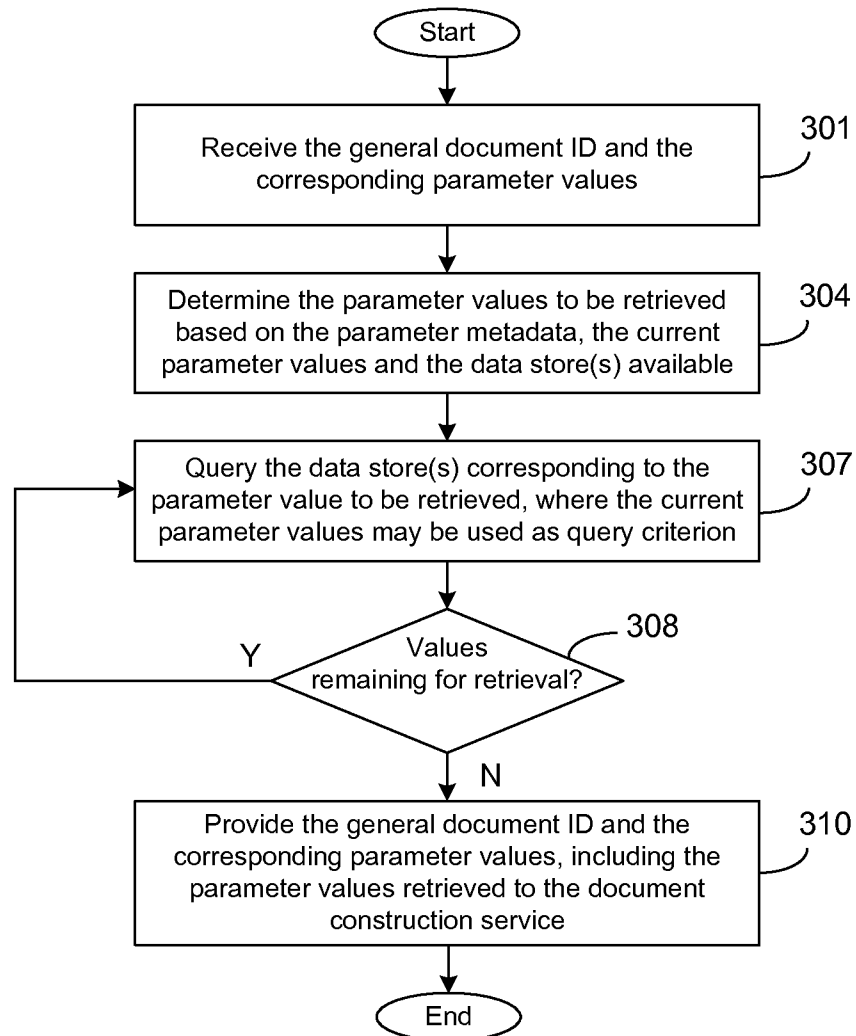 Start
Receive the general document ID and the
corresponding parameter values
301
Determine the parameter values to be retrieved
based on the parameter metadata, the current
parameter values and the data store(s) available
304
Query the data store(s) corresponding to the
parameter value to be retrieved, where the current
parameter values may be used as query criterion
307
Values
remaining for retrieval?
308
Y
N
Provide the general document ID and the
corresponding parameter values, including the
parameter values retrieved to the document
construction service
310
End